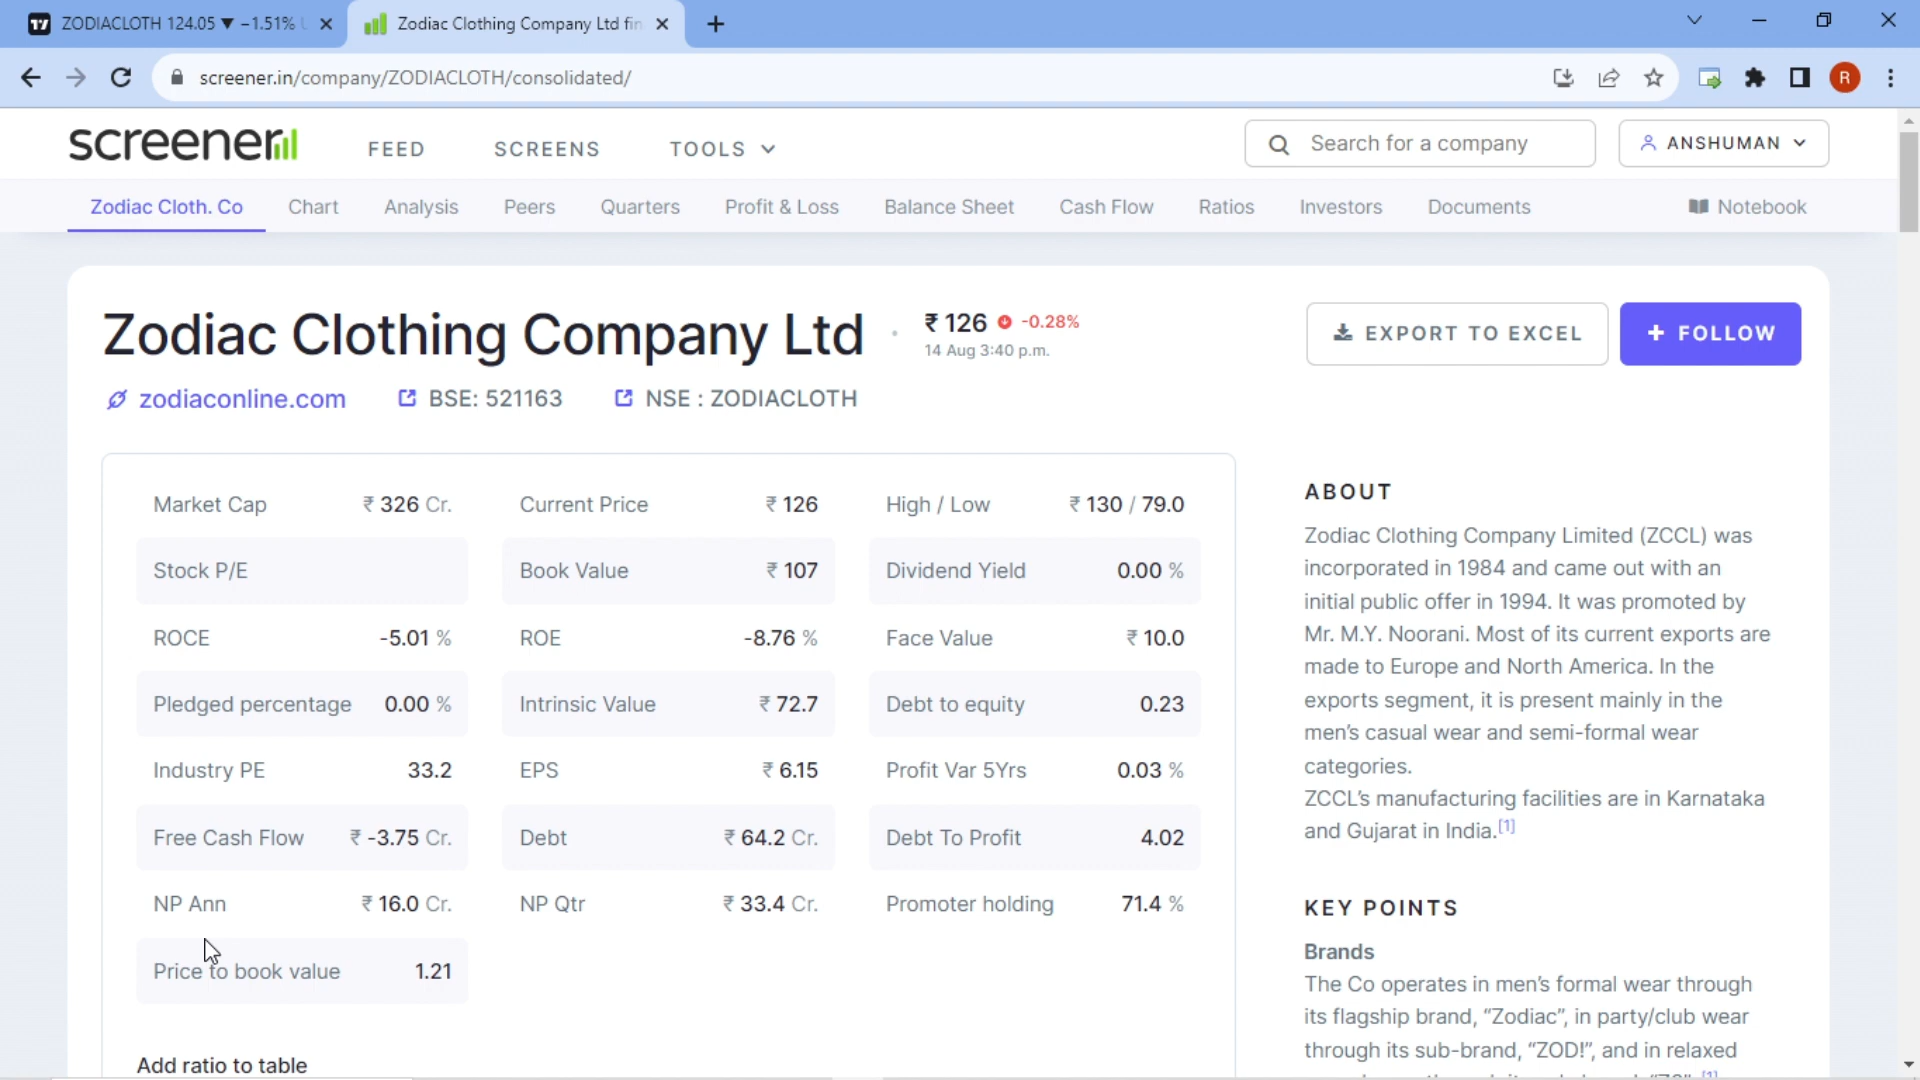 ZODIACLOTH 124.05 ▼ −1.51%
Zodiac Clothing Company Ltd fin
screener.in/company/ZODIACLOTH/consolidated/
R
screener
FEED
SCREENS
TOOLS
Search for a company
ANSHUMAN
Zodiac Cloth. Co
Chart
Analysis
Peers
Quarters
Profit & Loss
Balance Sheet
Cash Flow
Ratios
Investors
Documents
Notebook
Zodiac Clothing Company Ltd
₹ 126 -0.28%
14 Aug 3:40 p.m.
EXPORT TO EXCEL
+ FOLLOW
zodiaconline.com
BSE: 521163
NSE : ZODIACLOTH
Market Cap ₹ 326 Cr.
Current Price ₹ 126
High / Low ₹ 130 / 79.0
Stock P/E
Book Value ₹ 107
Dividend Yield 0.00 %
ROCE -5.01 %
ROE -8.76 %
Face Value ₹ 10.0
Pledged percentage 0.00 %
Intrinsic Value ₹ 72.7
Debt to equity 0.23
Industry PE 33.2
EPS ₹ 6.15
Profit Var 5Yrs 0.03 %
Free Cash Flow ₹ -3.75 Cr.
Debt ₹ 64.2 Cr.
Debt To Profit 4.02
NP Ann ₹ 16.0 Cr.
NP Qtr ₹ 33.4 Cr.
Promoter holding 71.4 %
Price to book value 1.21
Add ratio to table
ABOUT
Zodiac Clothing Company Limited (ZCCL) was
incorporated in 1984 and came out with an
initial public offer in 1994. It was promoted by
Mr. M.Y. Noorani. Most of its current exports are
made to Europe and North America. In the
exports segment, it is present mainly in the
men's casual wear and semi-formal wear
categories.
ZCCL's manufacturing facilities are in Karnataka
and Gujarat in India.[1]
KEY POINTS
Brands
The Co operates in men's formal wear through
its flagship brand, "Zodiac", in party/club wear
through its sub-brand, "ZOD!", and in relaxed